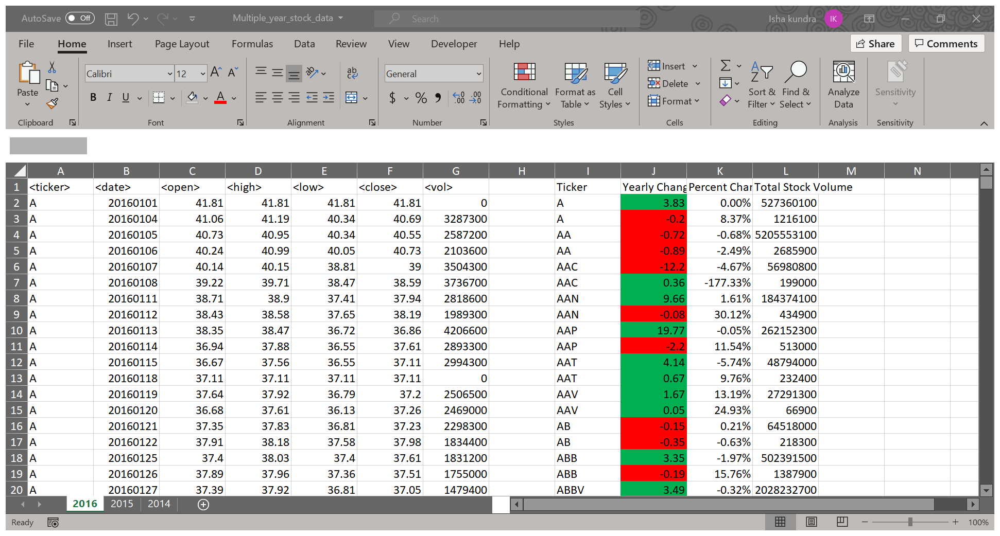 AutoSave Off Multiple_year_stock_data Search Isha kundra IK
File Home Insert Page Layout Formulas Data Review View Developer Help Share Comments
Calibri 12 ab General Insert
Paste Conditional Format as Cell Delete Sort & Find & Analyze Sensitivity
B I U A $ % Formatting Table Styles Format Filter Select Data
Clipboard Font Alignment Number Styles Cells Editing Analysis Sensitivity
A B C D E F G H I J K L M N
1 <ticker> <date> <open> <high> <low> <close> <vol> Ticker Yearly Chang Percent Char Total Stock Volume
2 A 20160101 41.81 41.81 41.81 41.81 0 A 3.83 0.00% 527360100
3 A 20160104 41.06 41.19 40.34 40.69 3287300 A -0.2 8.37% 1216100
4 A 20160105 40.73 40.95 40.34 40.55 2587200 AA -0.72 -0.68% 5205553100
5 A 20160106 40.24 40.99 40.05 40.73 2103600 AA -0.89 -2.49% 2685900
6 A 20160107 40.14 40.15 38.81 39 3504300 AAC -12.2 -4.67% 56980800
7 A 20160108 39.22 39.71 38.47 38.59 3736700 AAC 0.36 -177.33% 199000
8 A 20160111 38.71 38.9 37.41 37.94 2818600 AAN 9.66 1.61% 184374100
9 A 20160112 38.43 38.58 37.65 38.19 1989300 AAN -0.08 30.12% 434900
10 A 20160113 38.35 38.47 36.72 36.86 4206600 AAP 19.77 -0.05% 262152300
11 A 20160114 36.94 37.88 36.55 37.61 2893300 AAP -2.2 11.54% 513000
12 A 20160115 36.67 37.56 36.55 37.11 2994300 AAT 4.14 -5.74% 48794000
13 A 20160118 37.11 37.11 37.11 37.11 0 AAT 0.67 9.76% 232400
14 A 20160119 37.64 37.92 36.79 37.2 2506500 AAV 1.67 13.19% 27291300
15 A 20160120 36.68 37.61 36.13 37.26 2469000 AAV 0.05 24.93% 66900
16 A 20160121 37.35 37.83 36.81 37.23 2298300 AB -0.15 0.21% 64518000
17 A 20160122 37.91 38.18 37.58 37.98 1834400 AB -0.35 -0.63% 218300
18 A 20160125 37.4 38.03 37.4 37.61 1831200 ABB 3.35 -1.97% 502391500
19 A 20160126 37.89 37.96 37.36 37.51 1755000 ABB -0.19 15.76% 1387900
20 A 20160127 37.39 37.92 36.81 37.05 1479400 ABBV 3.49 -0.32% 2028232700
2016 2015 2014
Ready 100%